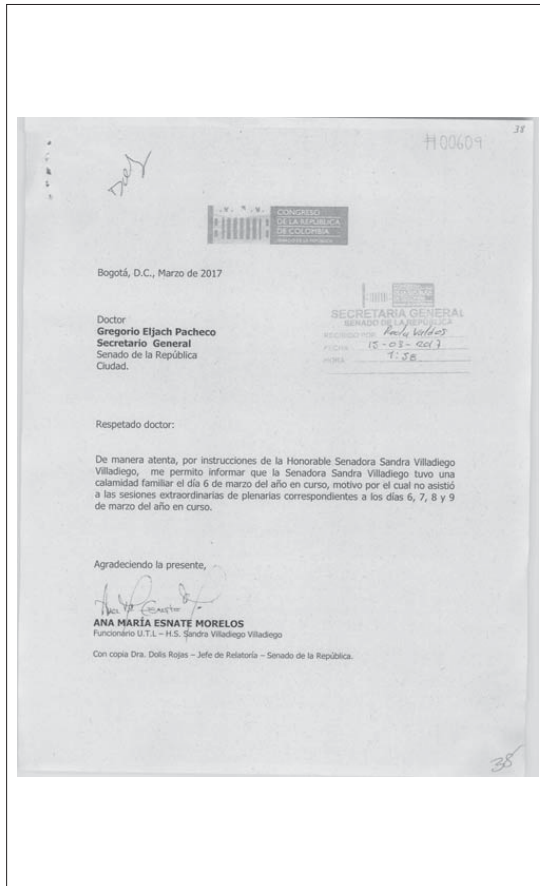 38
#00609
CONGRESO
DE LA REPÚBLICA
DE COLOMBIA
Bogotá, D.C., Marzo de 2017
SECRETARIA GENERAL
SENADO DE LA REPÚBLICA
RECIBIDO POR
FECHA 15-03-2017
HORA 1:58
Doctor
Gregorio Eljach Pacheco
Secretario General
Senado de la República
Ciudad.
Respetado doctor:
De manera atenta, por instrucciones de la Honorable Senadora Sandra Villadiego
Villadiego, me permito informar que la Senadora Sandra Villadiego tuvo una
calamidad familiar el día 6 de marzo del año en curso, motivo por el cual no asistió
a las sesiones extraordinarias de plenarias correspondientes a los días 6, 7, 8 y 9
de marzo del año en curso.
Agradeciendo la presente,
ANA MARÍA ESNATE MORELOS
Funcionário U.T.L – H.S. Sandra Villadiego Villadiego
Con copia Dra. Dolis Rojas – Jefe de Relatoría – Senado de la República.
38